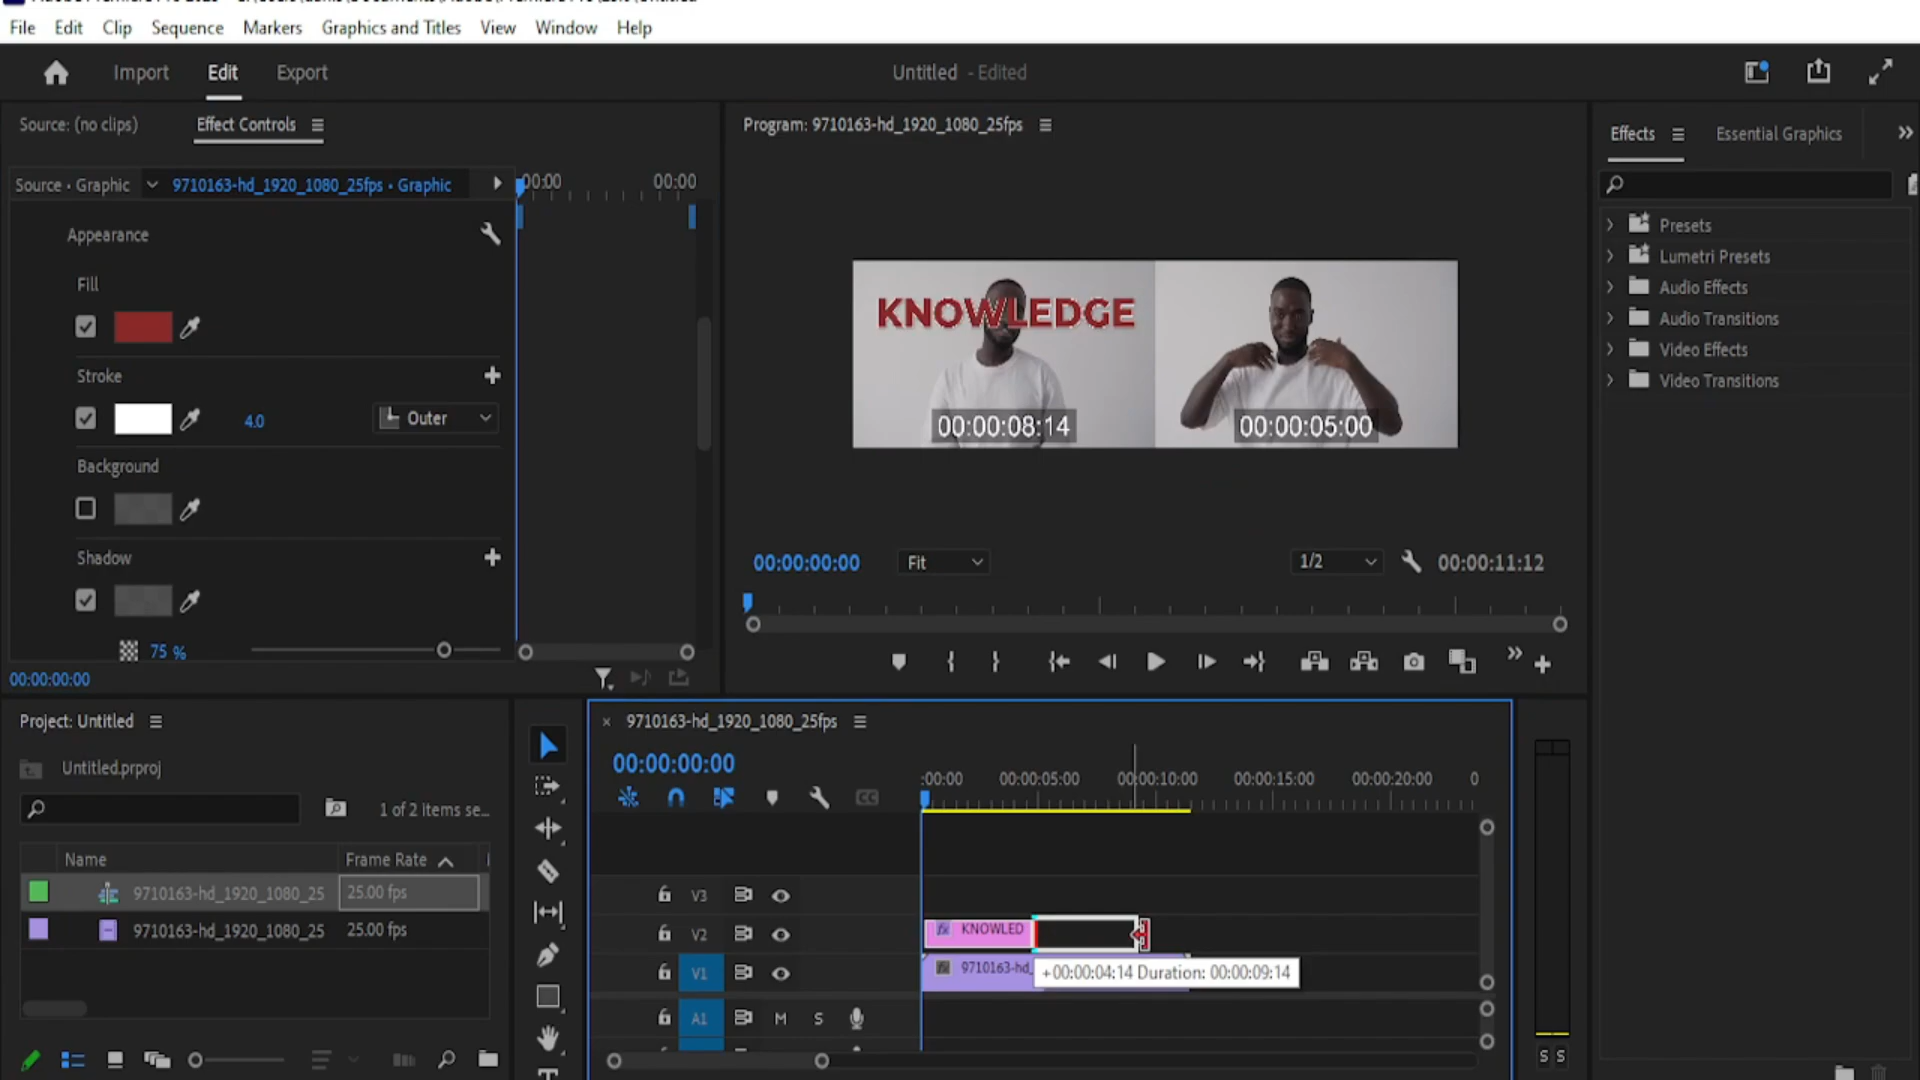 File Edit Clip Sequence Markers Graphics and Titles View Window Help
Import Edit Export Untitled - Edited
Source: (no clips) Effect Controls
Program: 9710163-hd_1920_1080_25fps
Effects Essential Graphics
Source • Graphic 9710163-hd_1920_1080_25fps • Graphic
00:00 00:00
Appearance
Fill
Stroke
4.0 Outer
Background
Shadow
75 %
00:00:00:00
KNOWLEDGE
00:00:08:14 00:00:05:00
00:00:00:00 Fit 1/2 00:00:11:12
Presets
Lumetri Presets
Audio Effects
Audio Transitions
Video Effects
Video Transitions
Project: Untitled
Untitled.prproj
1 of 2 items se...
Name Frame Rate
9710163-hd_1920_1080_25 25.00 fps
9710163-hd_1920_1080_25 25.00 fps
9710163-hd_1920_1080_25fps
00:00:00:00
:00:00 00:00:05:00 00:00:10:00 00:00:15:00 00:00:20:00 0
V3
V2 fx KNOWLED
V1 fx 9710163-hd_
+00:00:04:14 Duration: 00:00:09:14
A1 M S
S S